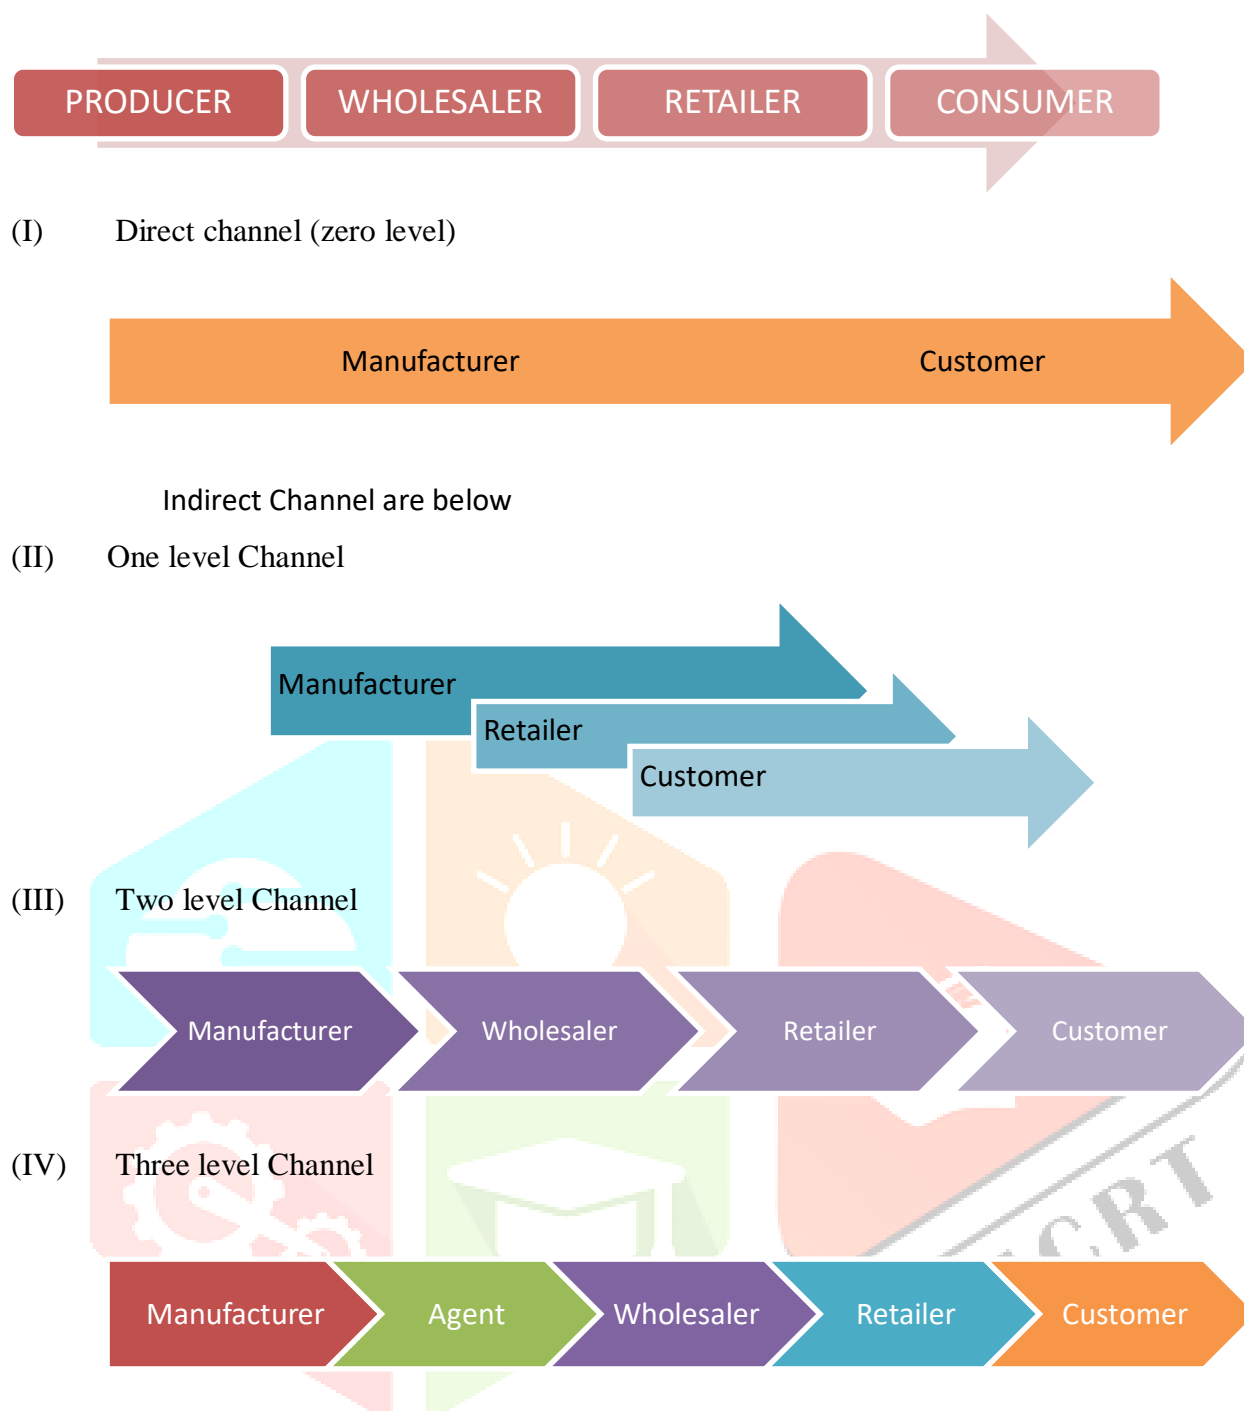 PRODUCER WHOLESALER RETAILER CONSUMER
(I) Direct channel (zero level)
Manufacturer Customer
Indirect Channel are below
(II) One level Channel
Manufacturer
Retailer
Customer
(III) Two level Channel
Manufacturer Wholesaler Retailer Customer
(IV) Three level Channel
Manufacturer Agent Wholesaler Retailer Customer